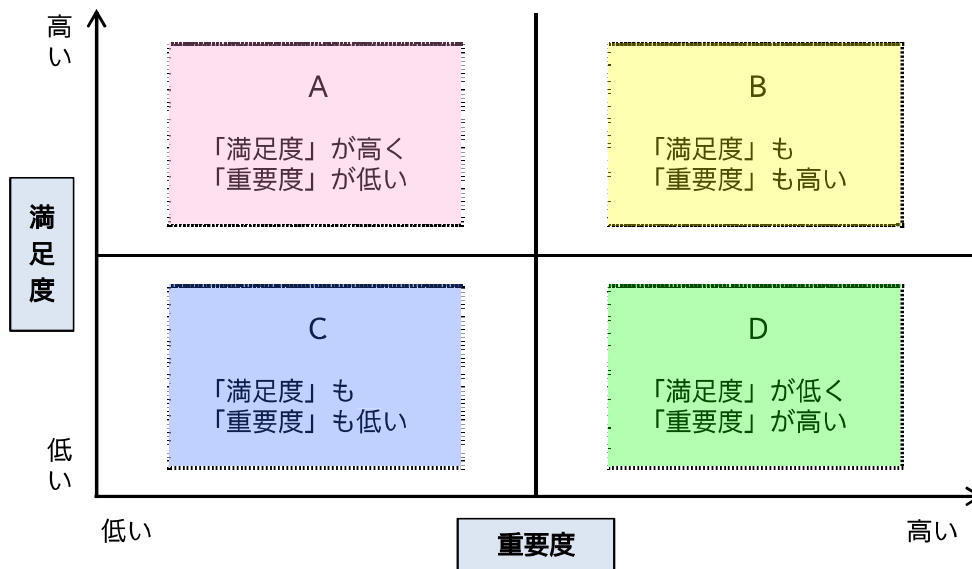 高い
A
「満足度」が高く
「重要度」が低い
B
「満足度」も
「重要度」も高い
満足度
C
「満足度」も
「重要度」も低い
D
「満足度」が低く
「重要度」が高い
低い
低い
重要度
高い